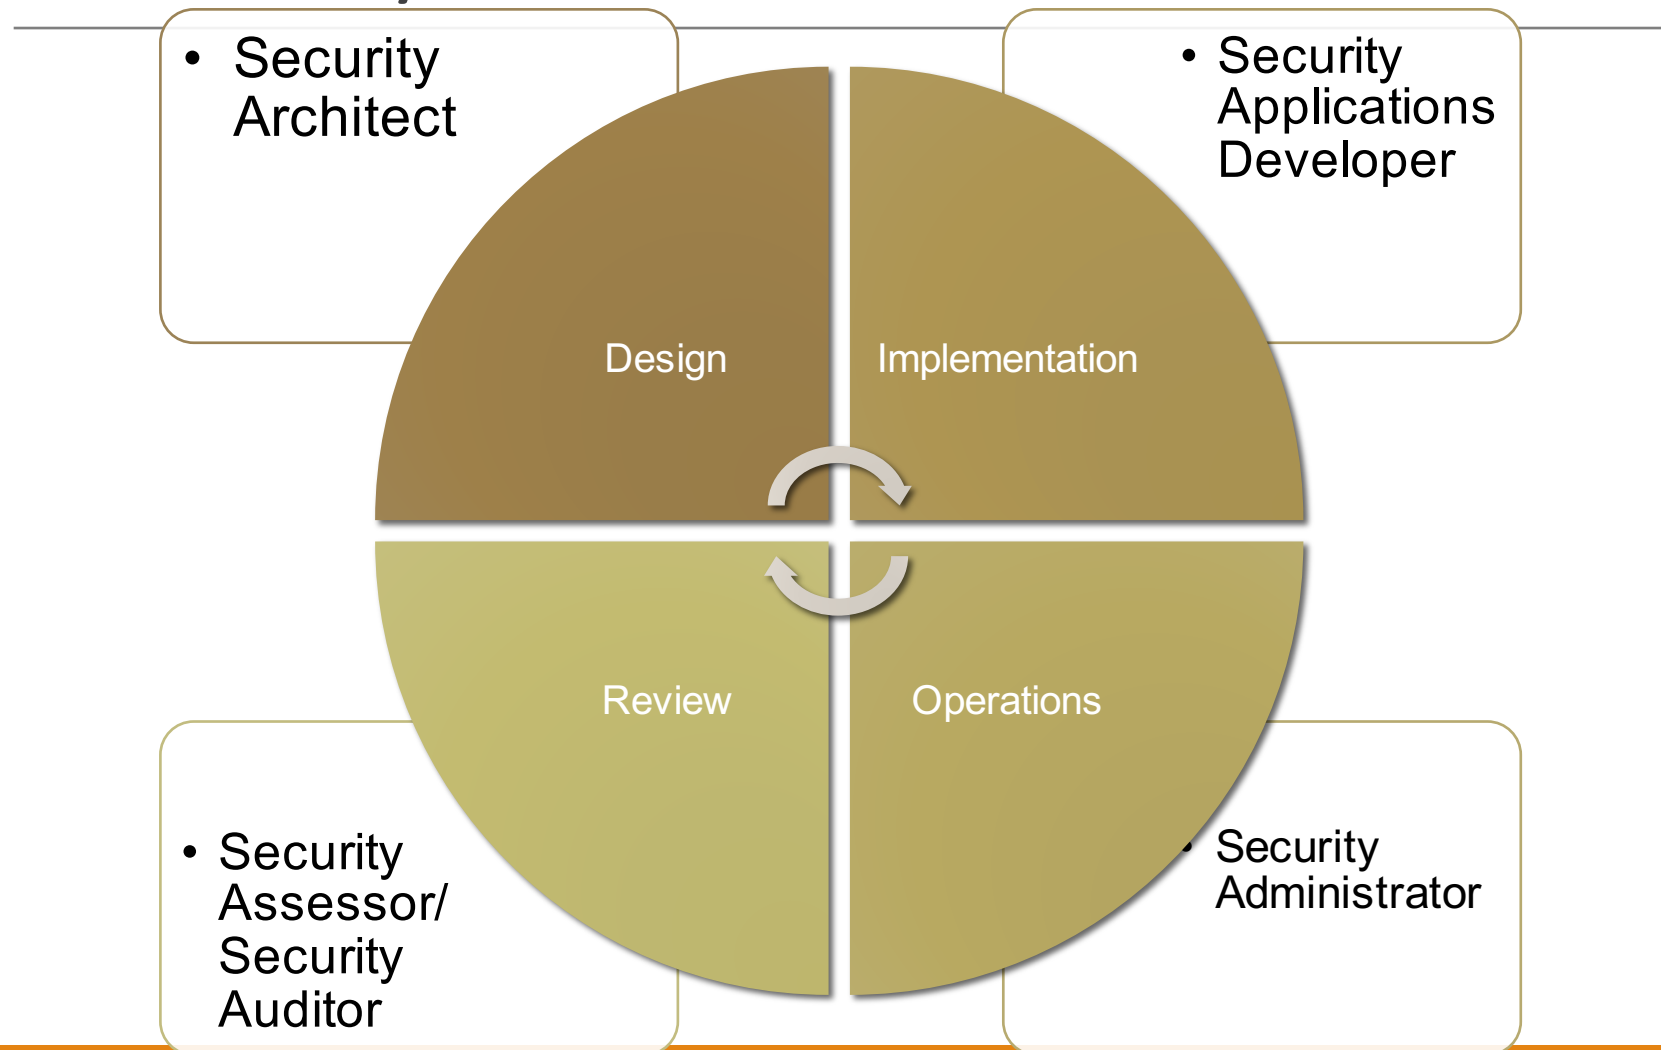 • Security
Architect
• Security
Applications
Developer
Design
Implementation
Review
Operations
• Security
Assessor/
Security
Auditor
• Security
Administrator